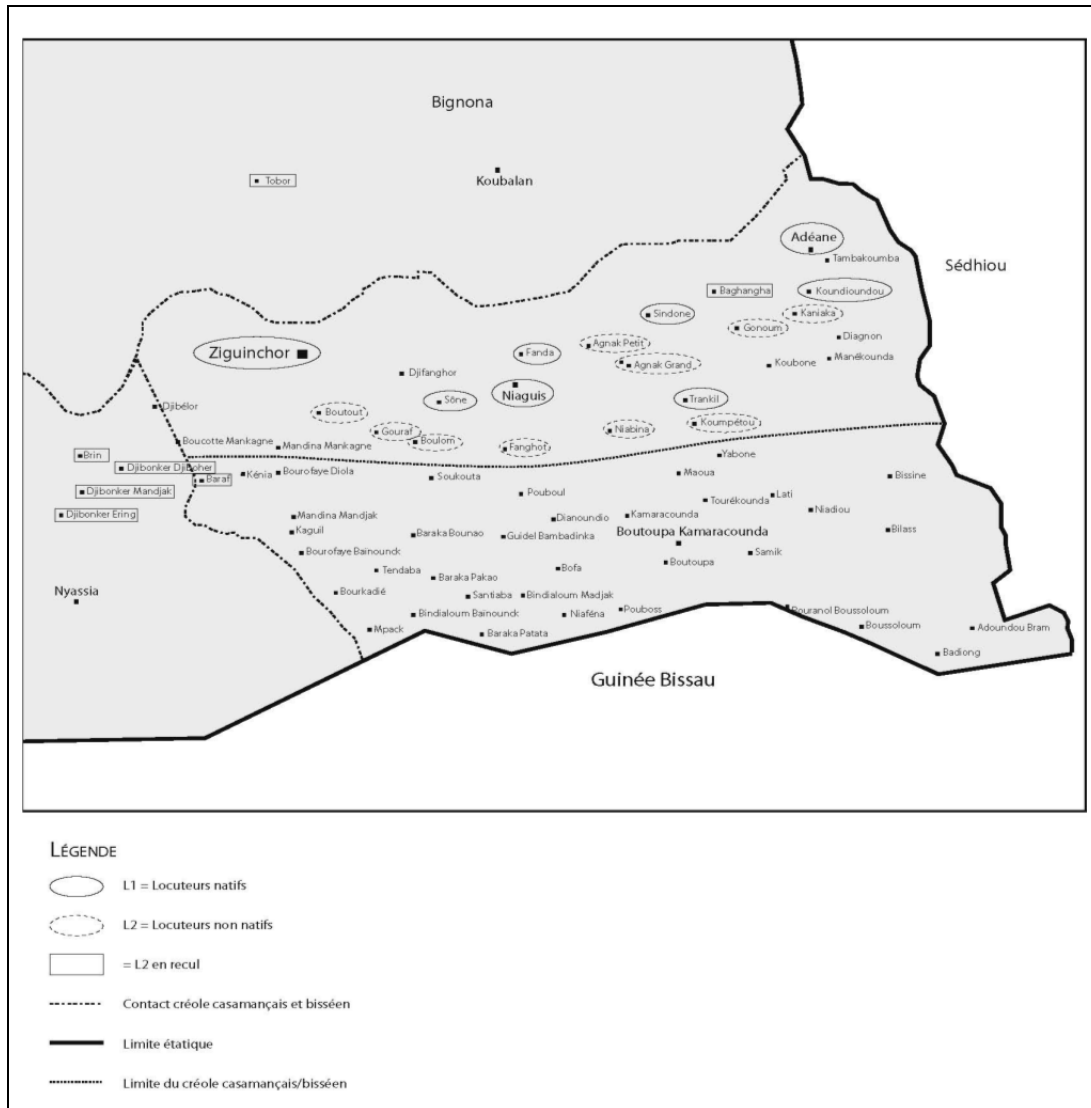 Bignona
Koubalan
Tobor
Adéane
Tambakoumba
Sédhiou
Baghangha
Koundioundou
Sindone
Kaniaka
Gonoum
Diagnon
Agnak Petit
Ziguinchor
Fanda
Manékounda
Agnak Grand
Koubone
Djifanghor
Niaguis
Trankil
Sône
Djibélor
Boutout
Koumpétou
Gouraf
Niabina
Boulom
Boucotte Mankagne
Mandina Mankagne
Fanghot
Brin
Yabone
Djibonker Djiboher
Kénia
Bourofaye Diola
Baraf
Soukouta
Maoua
Bissine
Djibonker Mandjak
Pouboul
Lati
Tourékounda
Niadiou
Djibonker Ering
Mandina Mandjak
Dianoundio
Kamaracounda
Kaguil
Baraka Bounao
Guidel Bambadinka
Boutoupa Kamaracounda
Bilass
Bourofaye Bainounck
Samik
Tendaba
Bofa
Boutoupa
Baraka Pakao
Nyassia
Bourkadié
Santiaba
Bindialoum Madjak
Bindialoum Bainounck
Niaféna
Pouboss
Bouranol Boussoloum
Mpack
Baraka Patata
Boussoloum
Adoundou Bram
Badiong
Guinée Bissau
LÉGENDE
L1 = Locuteurs natifs
L2 = Locuteurs non natifs
= L2 en recul
Contact créole casamançais et bisséen
Limite étatique
Limite du créole casamançais/bisséen